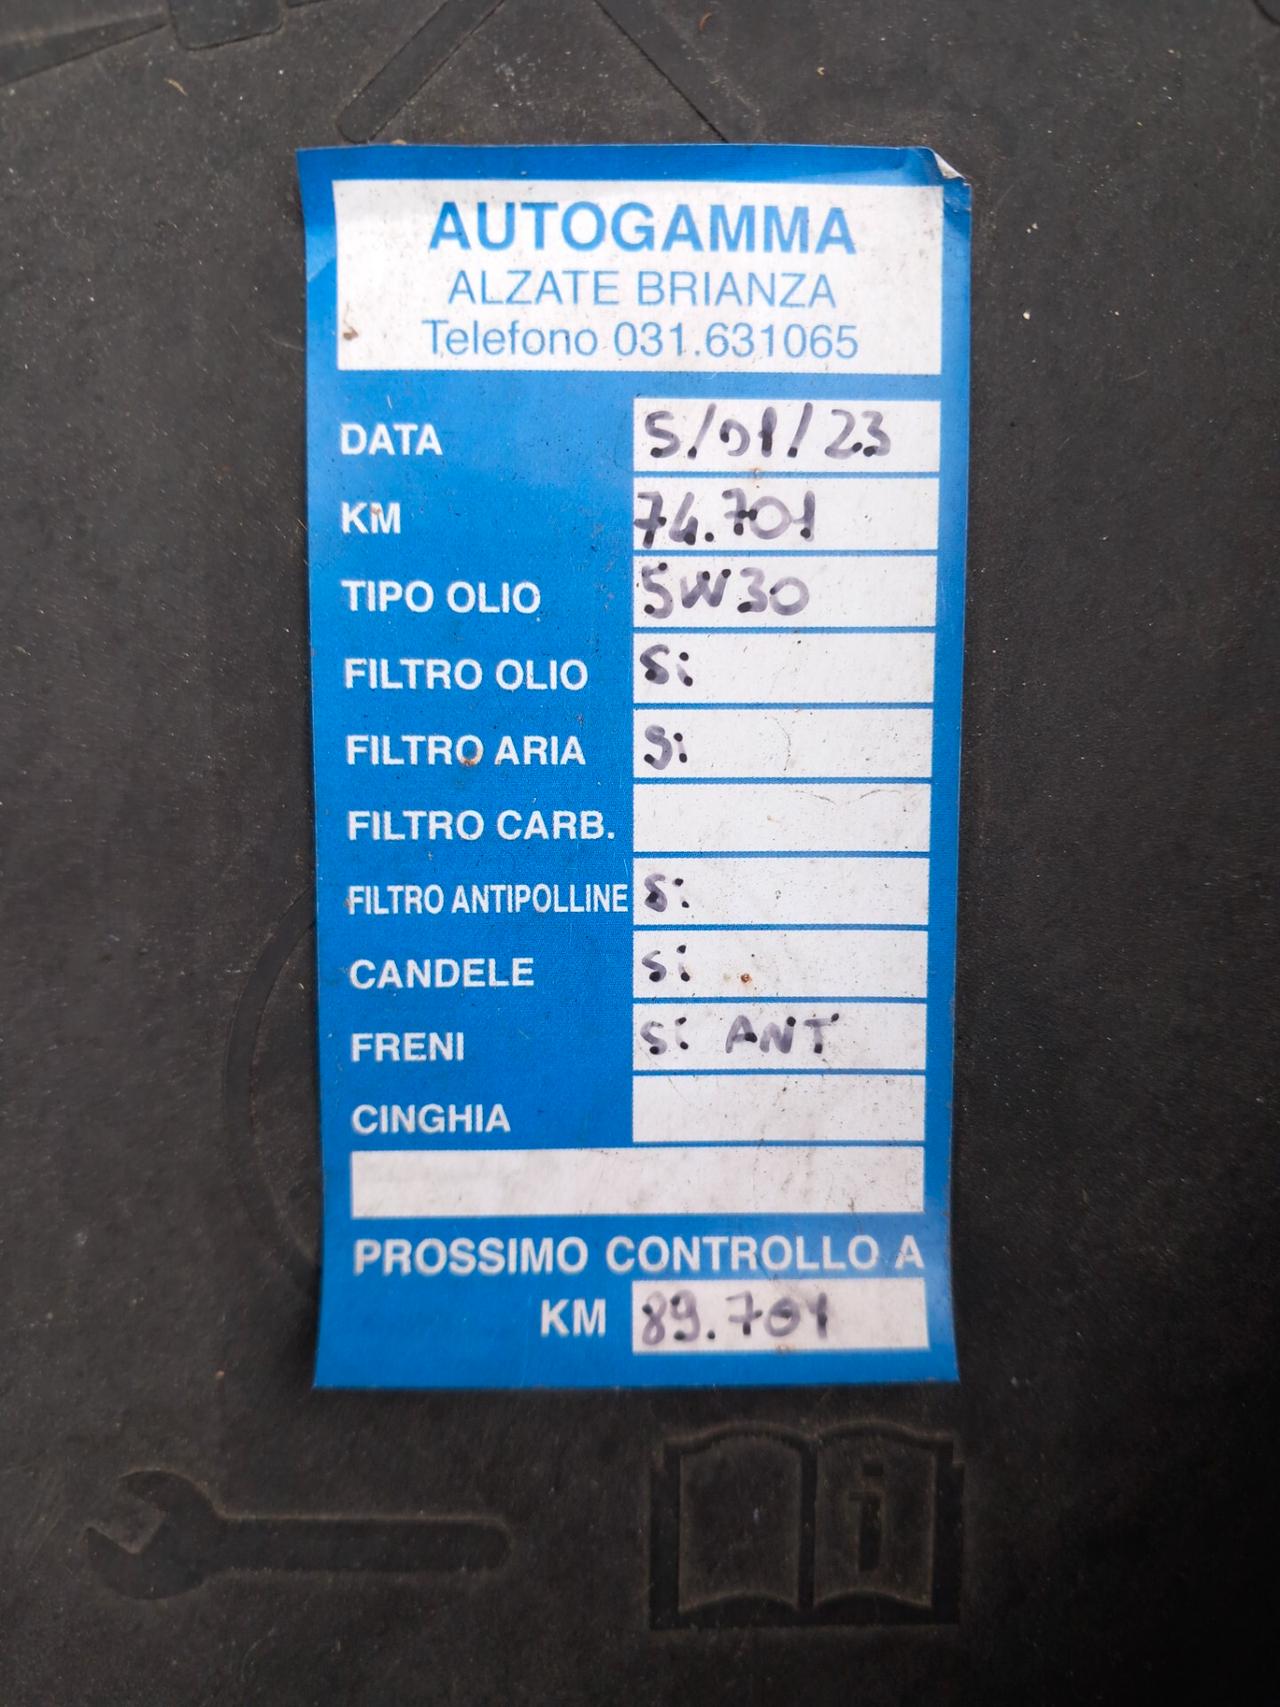 AUTOGAMMA
ALZATE BRIANZA
Telefono 031.631065
DATA 5/01/23
KM 74.701
TIPO OLIO 5W30
FILTRO OLIO Si
FILTRO ARIA Si
FILTRO CARB.
FILTRO ANTIPOLLINE Si
CANDELE Si
FRENI Si ANT
CINGHIA
PROSSIMO CONTROLLO A
KM 89.701
i